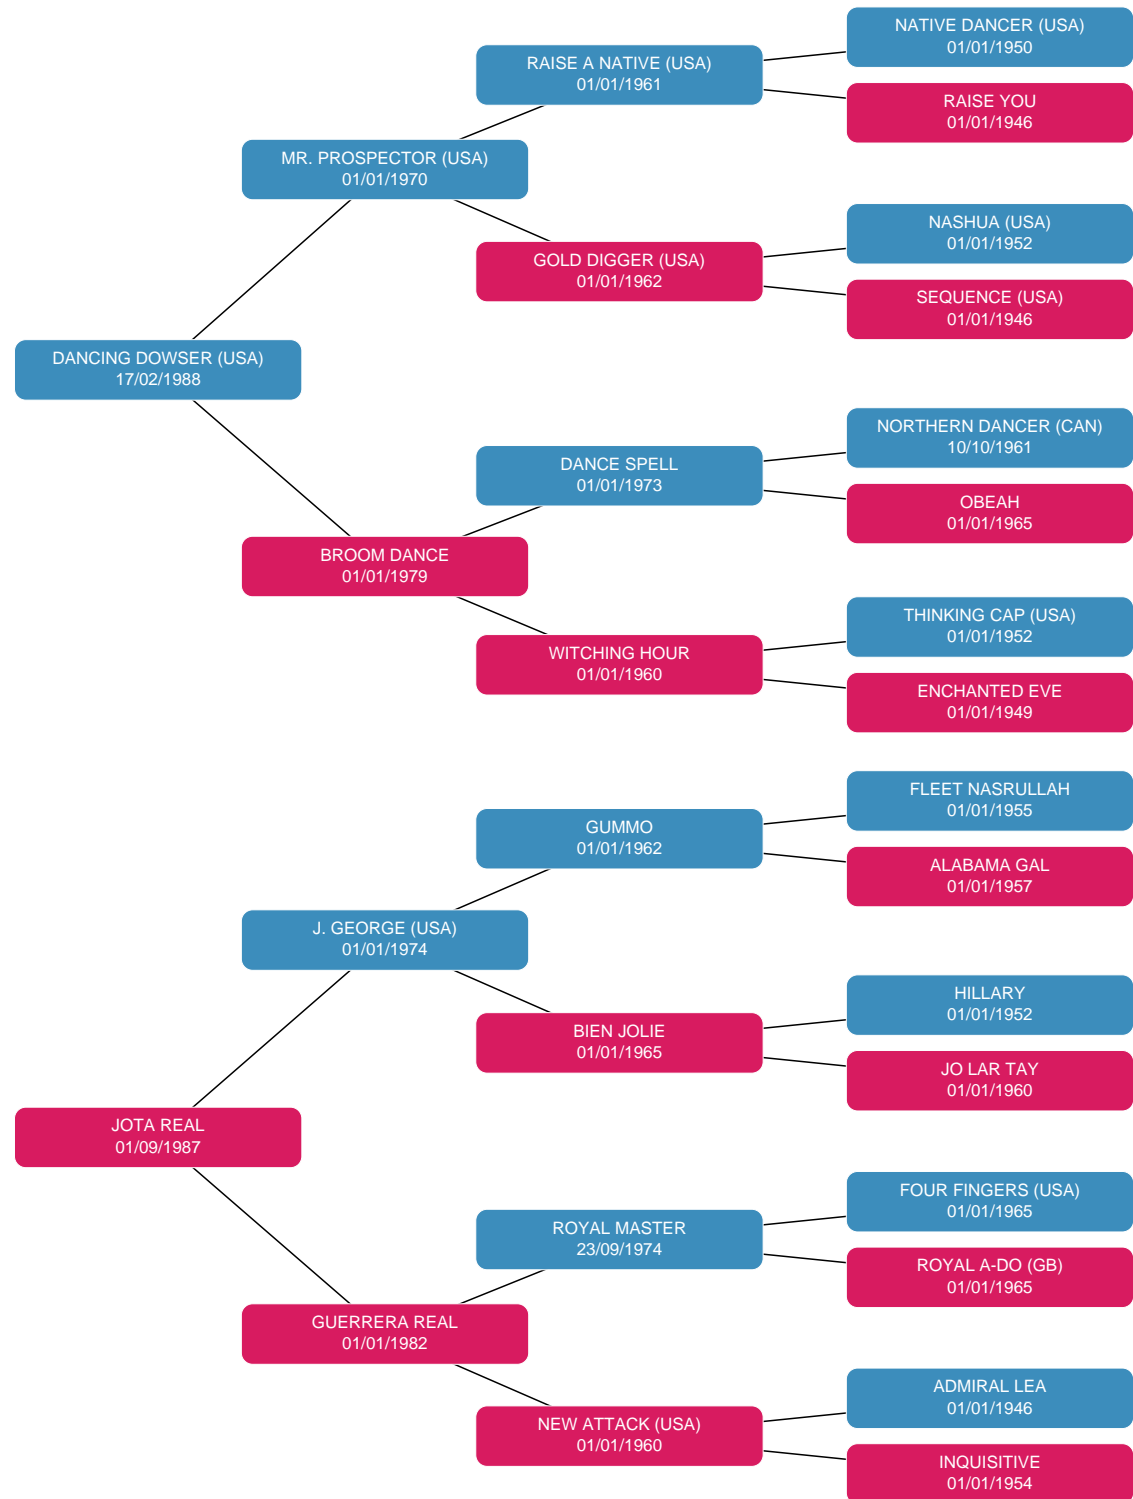 NATIVE DANCER (USA)
01/01/1950
RAISE A NATIVE (USA)
01/01/1961
RAISE YOU
01/01/1946
MR. PROSPECTOR (USA)
01/01/1970
NASHUA (USA)
01/01/1952
GOLD DIGGER (USA)
01/01/1962
SEQUENCE (USA)
01/01/1946
DANCING DOWSER (USA)
17/02/1988
NORTHERN DANCER (CAN)
10/10/1961
DANCE SPELL
01/01/1973
OBEAH
01/01/1965
BROOM DANCE
01/01/1979
THINKING CAP (USA)
01/01/1952
WITCHING HOUR
01/01/1960
ENCHANTED EVE
01/01/1949
FLEET NASRULLAH
01/01/1955
GUMMO
01/01/1962
ALABAMA GAL
01/01/1957
J. GEORGE (USA)
01/01/1974
HILLARY
01/01/1952
BIEN JOLIE
01/01/1965
JO LAR TAY
01/01/1960
JOTA REAL
01/09/1987
FOUR FINGERS (USA)
01/01/1965
ROYAL MASTER
23/09/1974
ROYAL A-DO (GB)
01/01/1965
GUERRERA REAL
01/01/1982
ADMIRAL LEA
01/01/1946
NEW ATTACK (USA)
01/01/1960
INQUISITIVE
01/01/1954